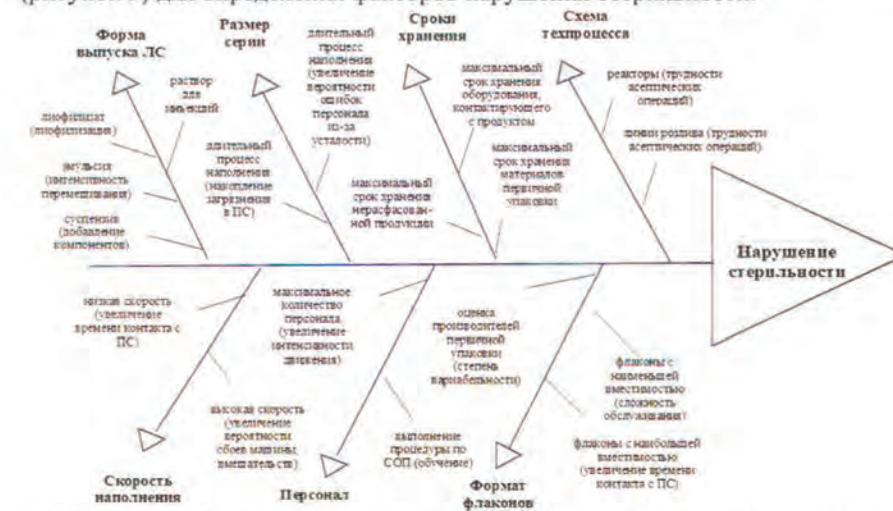 Форма
выпуска ЛС
раствор
для
инъекций
лиофилизат
(лиофилизация)
эмульсия
(интенсивность
перемешивания)
суспензия
(добавление
компонентов)
Размер
серии
длительный
процесс
наполнения
(увеличение
вероятности
ошибок
персонала
из-за
усталости)
длительный
процесс
наполнения
(накопление
загрязнения
в ПС)
Сроки
хранения
максимальный
срок хранения
оборудования,
контактирующего
с продуктом
максимальный
срок хранения
материалов
первичной
упаковки
максимальный
срок хранения
нерасфасован-
ной продукции
Схема
техпроцесса
реакторы (трудности
асептических
операций)
линии розлива (трудности
асептических операций)
Нарушение
стерильности
низкая скорость
(увеличение
времени контакта с
ПС)
высокая скорость
(увеличение
вероятности
сбоев машины,
вмешательств)
Скорость
наполнения
максимальное
количество
персонала
(увеличение
интенсивности
движения)
выполнение
процедуры по
СОП (обучение)
Персонал
оценка
производителей
первичной
упаковки
(степень
вариабельности)
флаконы с
наименьшей
вместимостью
(сложность
обслуживания)
флаконы с наибольшей
вместимостью
(увеличение времени
контакта с ПС)
Формат
флаконов